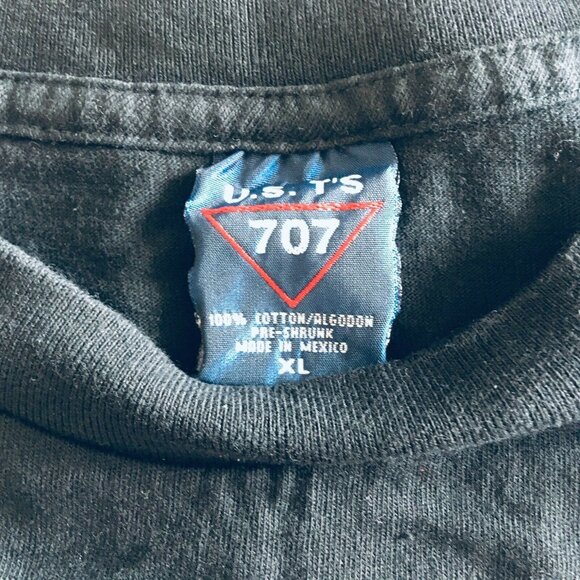 U.S. T'S
707
100% COTTON/ALGODON
PRE-SHRUNK
MADE IN MEXICO
XL